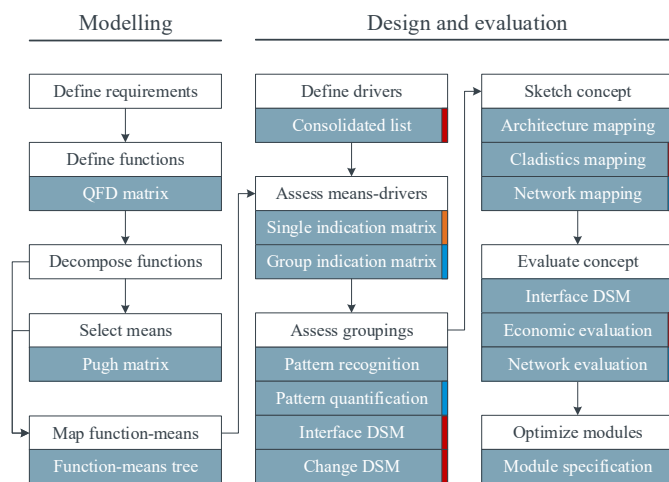 Modelling
Define requirements
Define functions
QFD matrix
Decompose functions
Select means
Pugh matrix
Map function-means
Function-means tree
Design and evaluation
Define drivers
Consolidated list
Assess means-drivers
Single indication matrix
Group indication matrix
Assess groupings
Pattern recognition
Pattern quantification
Interface DSM
Change DSM
Sketch concept
Architecture mapping
Cladistics mapping
Network mapping
Evaluate concept
Interface DSM
Economic evaluation
Network evaluation
Optimize modules
Module specification